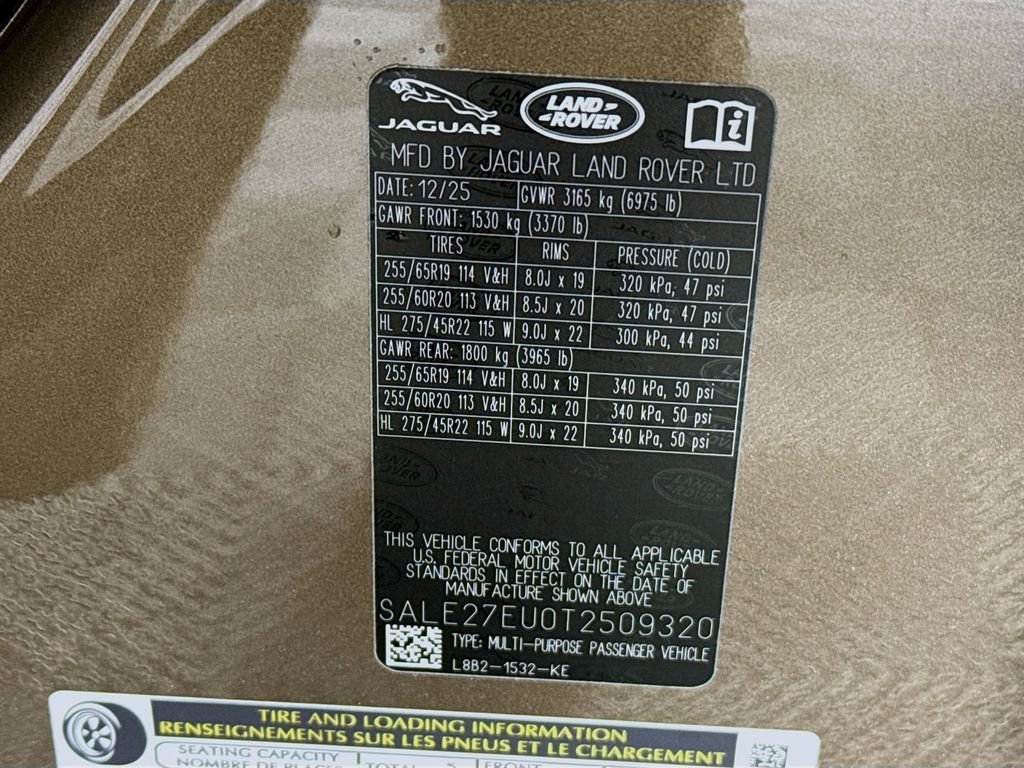 JAGUAR
LAND ROVER
i
MFD BY JAGUAR LAND ROVER LTD
DATE: 12/25 GVWR 3165 kg (6975 lb)
GAWR FRONT: 1530 kg (3370 lb)
TIRES RIMS PRESSURE (COLD)
255/65R19 114 V&H 8.0J x 19 320 kPa, 47 psi
255/60R20 113 V&H 8.5J x 20 320 kPa, 47 psi
HL 275/45R22 115 W 9.0J x 22 300 kPa, 44 psi
GAWR REAR: 1800 kg (3965 lb)
255/65R19 114 V&H 8.0J x 19 340 kPa, 50 psi
255/60R20 113 V&H 8.5J x 20 340 kPa, 50 psi
HL 275/45R22 115 W 9.0J x 22 340 kPa, 50 psi
THIS VEHICLE CONFORMS TO ALL APPLICABLE
U.S. FEDERAL MOTOR VEHICLE SAFETY
STANDARDS IN EFFECT ON THE DATE OF
MANUFACTURE SHOWN ABOVE
SALE27EU0T2509320
TYPE: MULTI-PURPOSE PASSENGER VEHICLE
L8B2-1532-KE
TIRE AND LOADING INFORMATION
RENSEIGNEMENTS SUR LES PNEUS ET LE CHARGEMENT
SEATING CAPACITY
NOMBRE DE PLACES TOTAL 5 FRONT